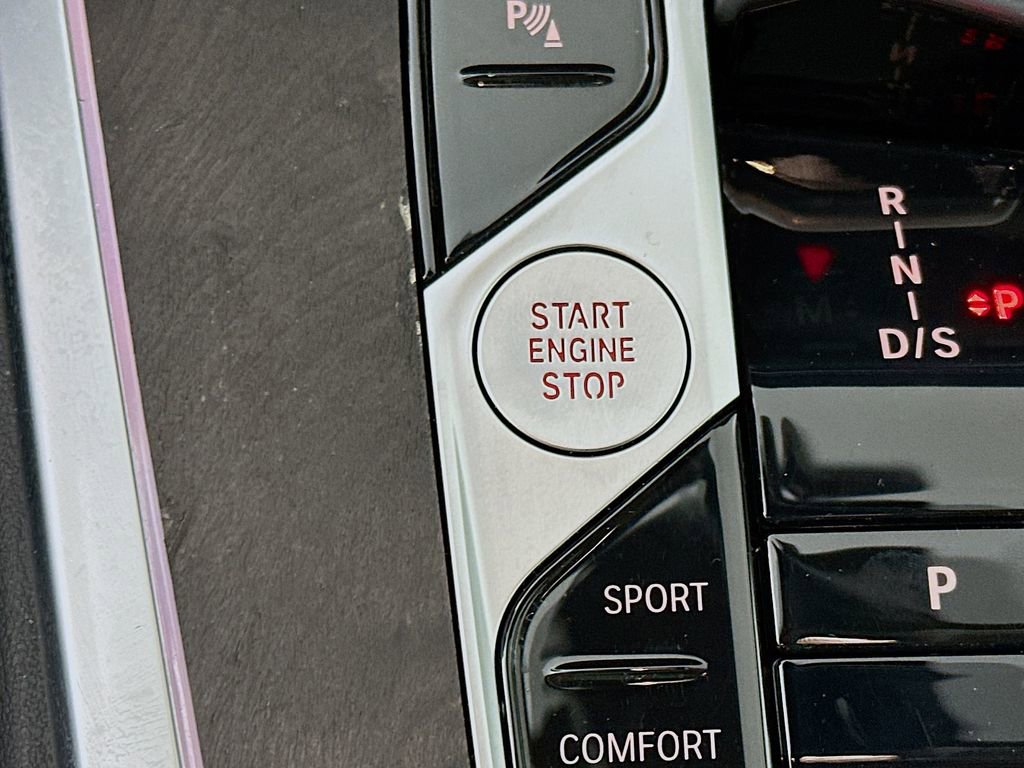 P
START
ENGINE
STOP
R
N
D/S
P
M
SPORT
COMFORT
P